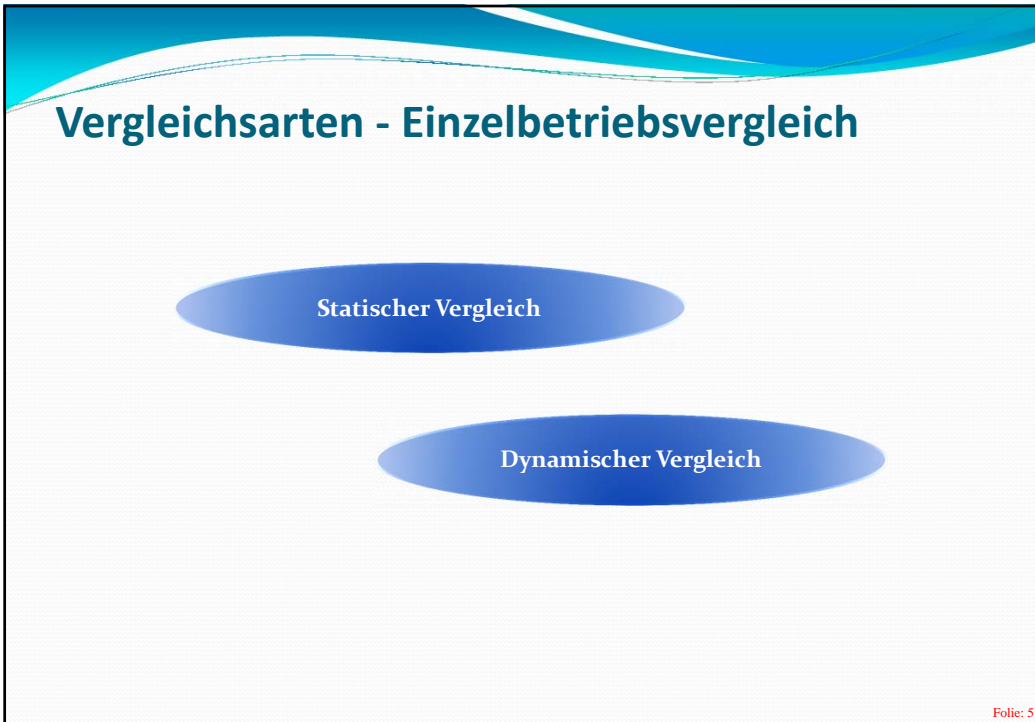 Vergleichsarten - Einzelbetriebsvergleich
Statischer Vergleich
Dynamischer Vergleich
Folie: 5